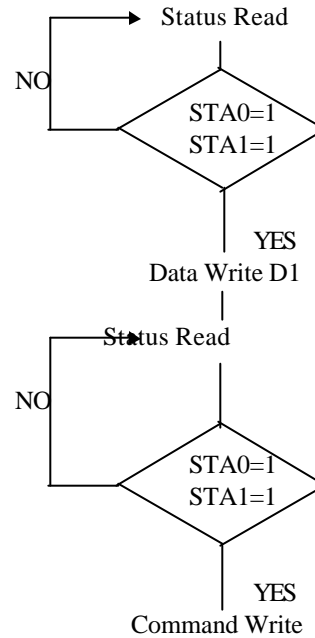 Status Read
NO
STA0=1
STA1=1
YES
Data Write D1
Status Read
NO
STA0=1
STA1=1
YES
Command Write